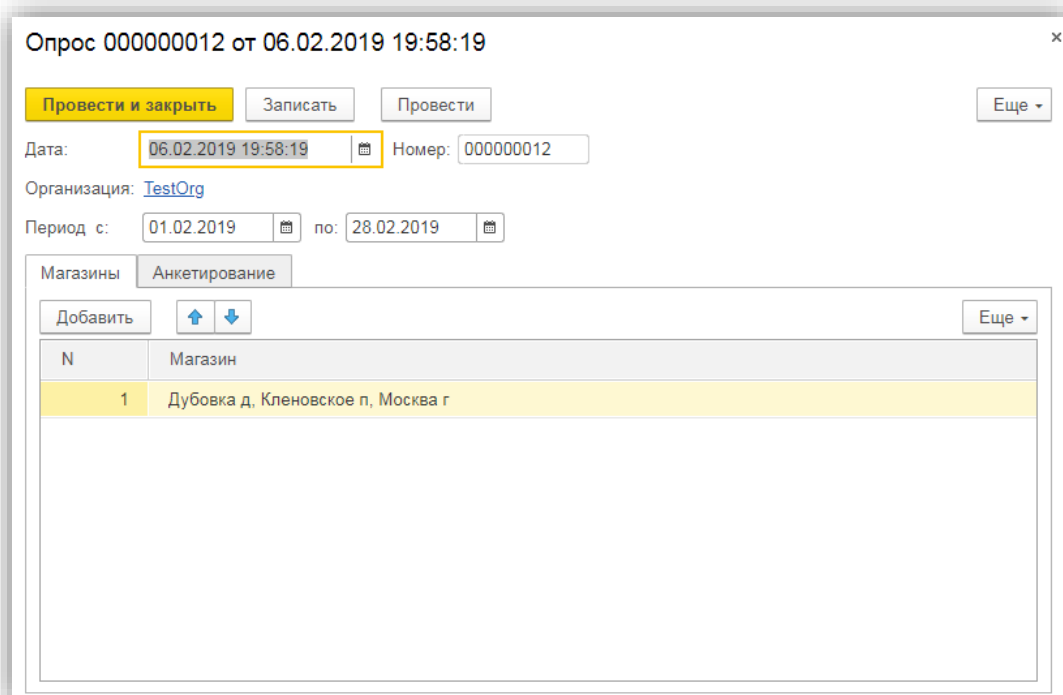 Опрос 000000012 от 06.02.2019 19:58:19
×
Провести и закрыть Записать Провести Еще
Дата: 06.02.2019 19:58:19 Номер: 000000012
Организация: TestOrg
Период с: 01.02.2019 по: 28.02.2019
Магазины Анкетирование
Добавить Еще
N Магазин
1 Дубовка д, Кленовское п, Москва г